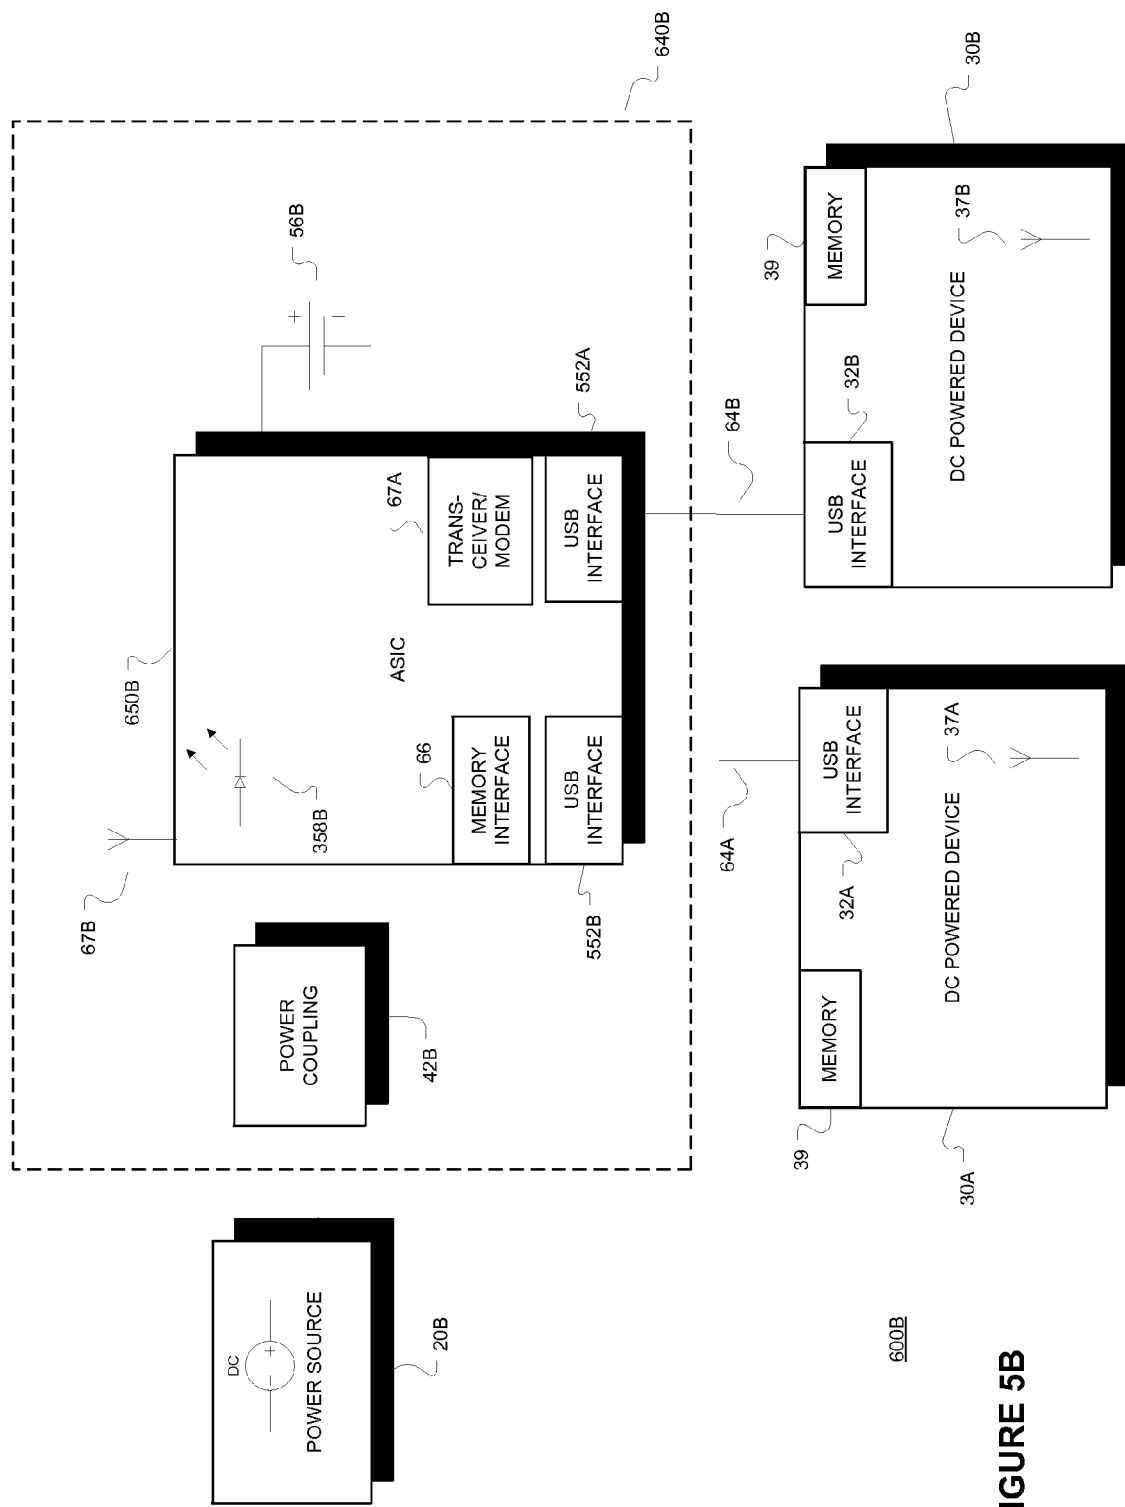 640B
67B
650B
358B
56B
POWER
COUPLING
42B
ASIC
66
MEMORY
INTERFACE
67A
TRANS-
CEIVER/
MODEM
USB
INTERFACE
552B
USB
INTERFACE
552A
DC
- +
POWER SOURCE
20B
+
-
64A
64B
39
MEMORY
USB
INTERFACE
32A
DC POWERED DEVICE
37A
30A
USB
INTERFACE
32B
39
MEMORY
DC POWERED DEVICE
37B
30B
600B
IGURE 5B